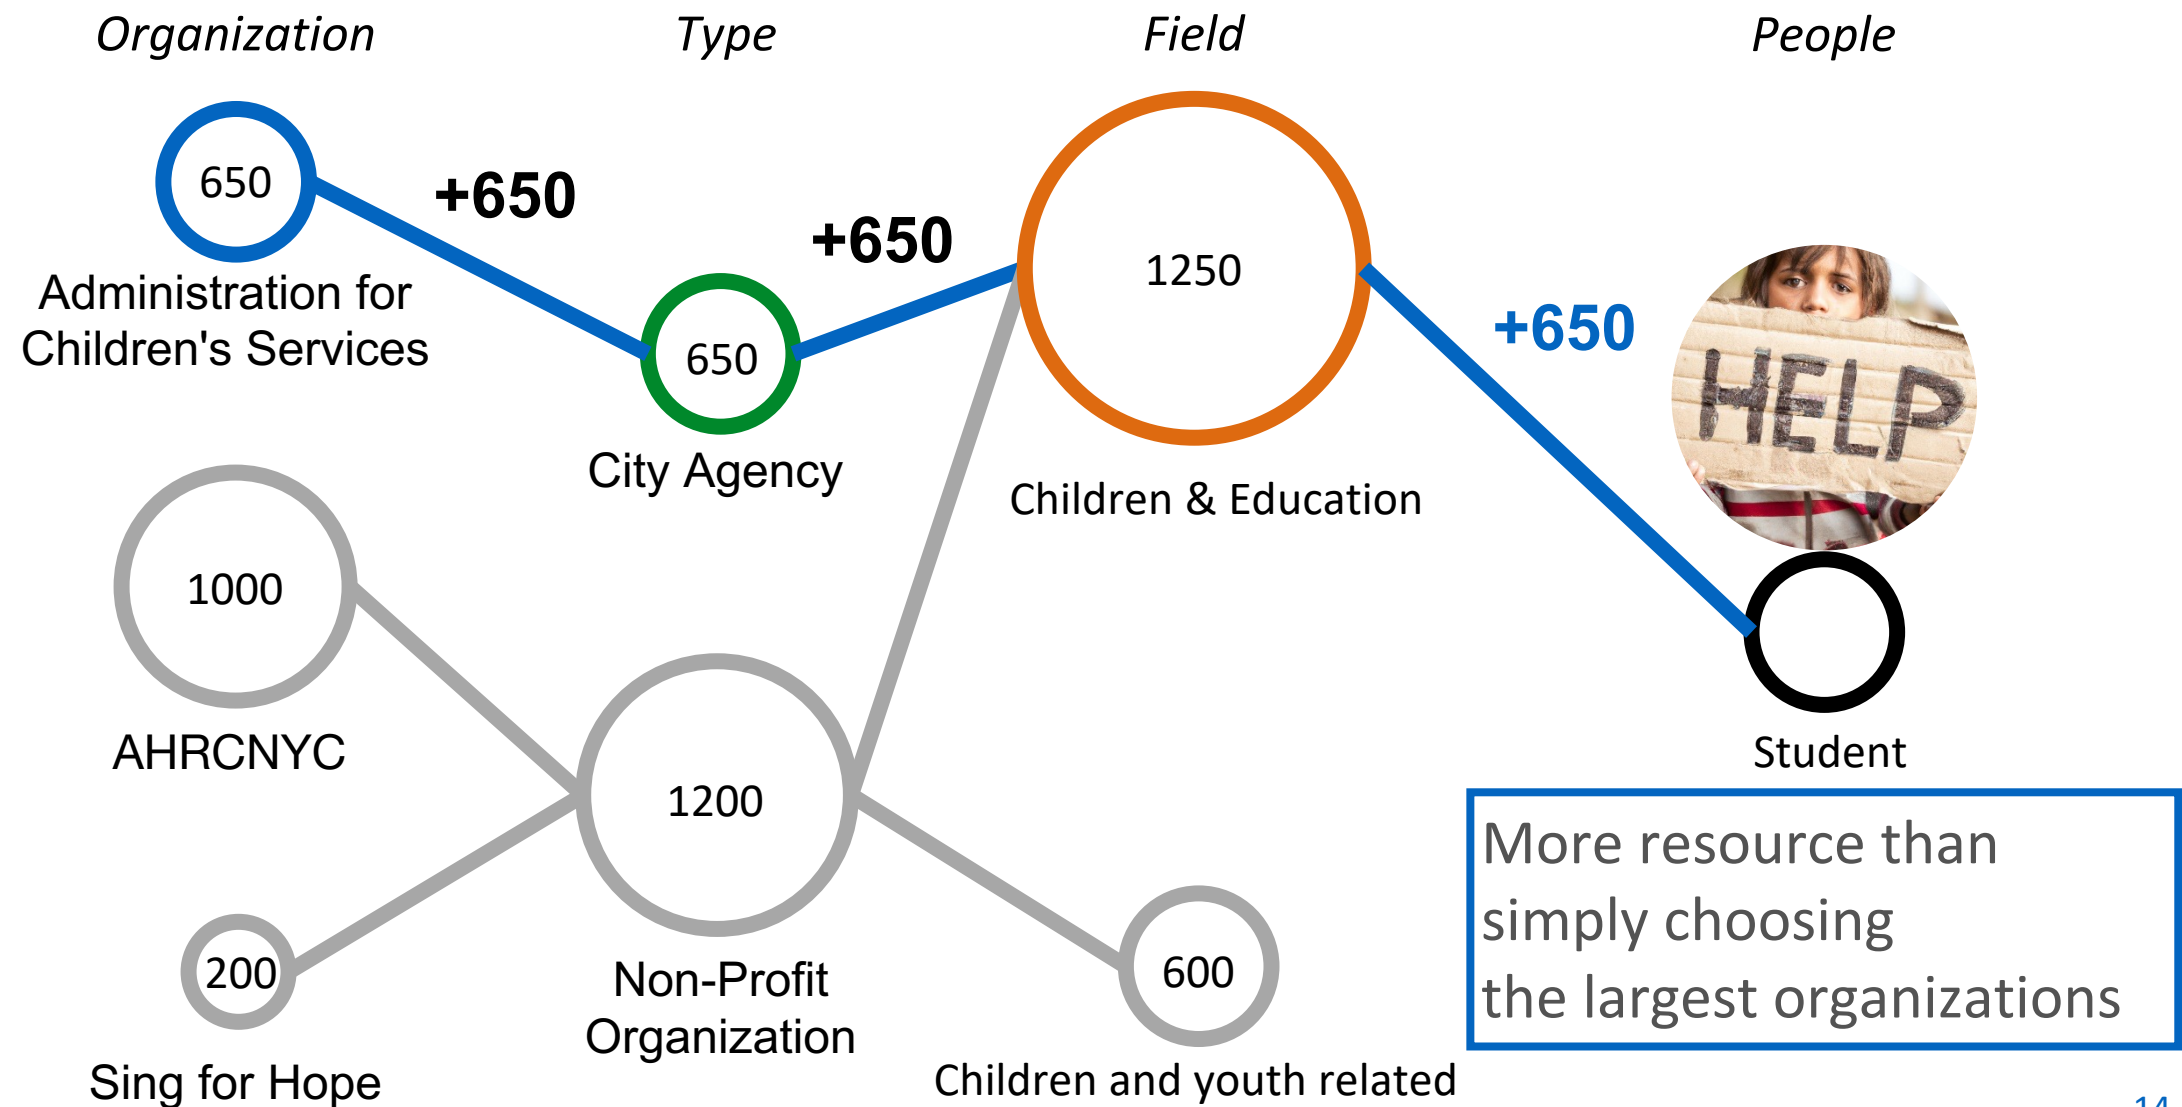 Organization
Type
Field
People
650
+650
+650
1250
+650
Administration for
Children's Services
650
HELP
City Agency
Children & Education
1000
AHRCNYC
1200
Student
More resource than
simply choosing
the largest organizations
200
600
Non-Profit
Organization
Sing for Hope
Children and youth related
14